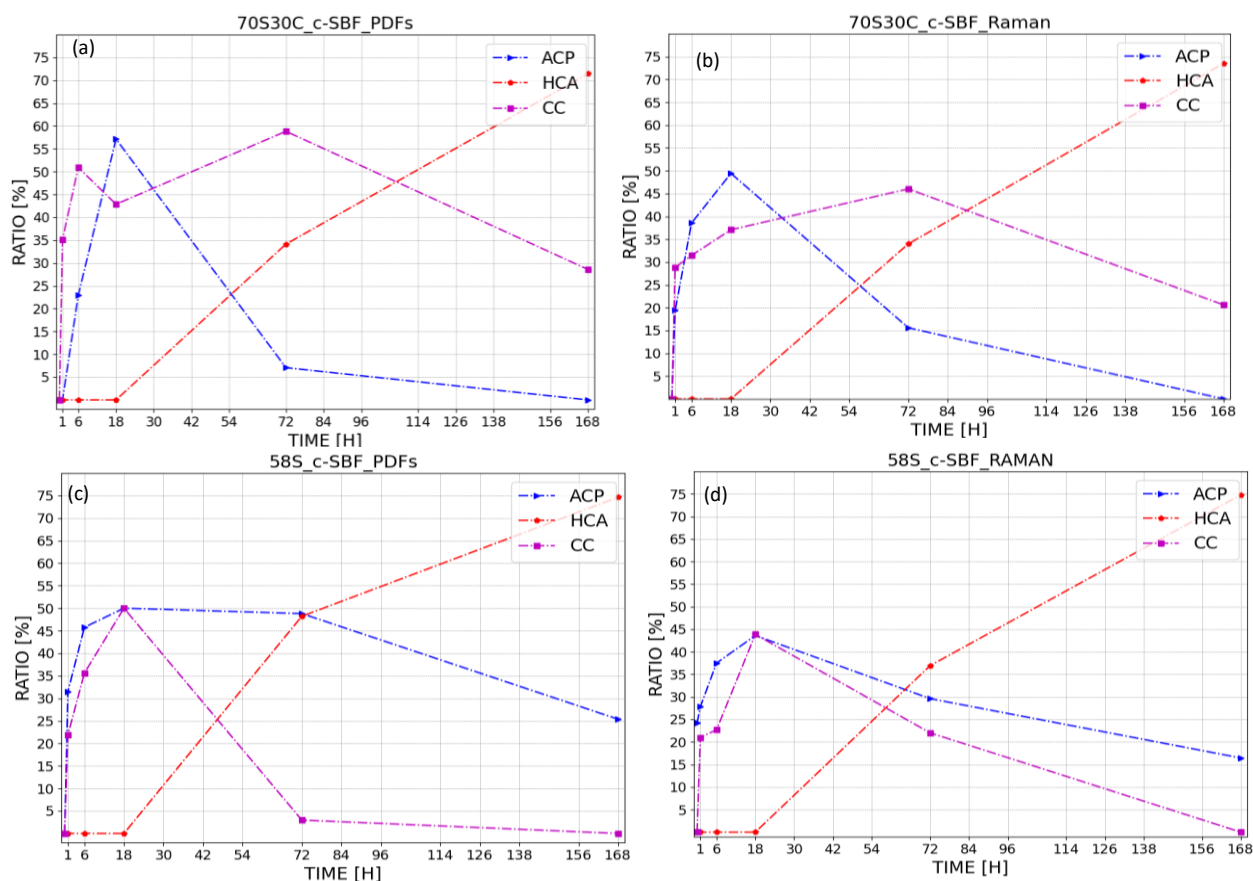 70S30C_c-SBF_PDFs
(a)
ACP
HCA
CC
75
70
65
60
55
50
45
40
35
30
25
20
15
10
5
RATIO [%]
1 6 18 30 42 54 72 84 96 114 126 138 156 168
TIME [H]
70S30C_c-SBF_Raman
(b)
ACP
HCA
CC
75
70
65
60
55
50
45
40
35
30
25
20
15
10
5
RATIO [%]
1 6 18 30 42 54 72 84 96 114 126 138 156 168
TIME [H]
58S_c-SBF_PDFs
(c)
ACP
HCA
CC
75
70
65
60
55
50
45
40
35
30
25
20
15
10
5
RATIO [%]
1 6 18 30 42 54 72 84 96 114 126 138 156 168
TIME [H]
58S_c-SBF_RAMAN
(d)
ACP
HCA
CC
75
70
65
60
55
50
45
40
35
30
25
20
15
10
5
RATIO [%]
1 6 18 30 42 54 72 84 96 114 126 138 156 168
TIME [H]